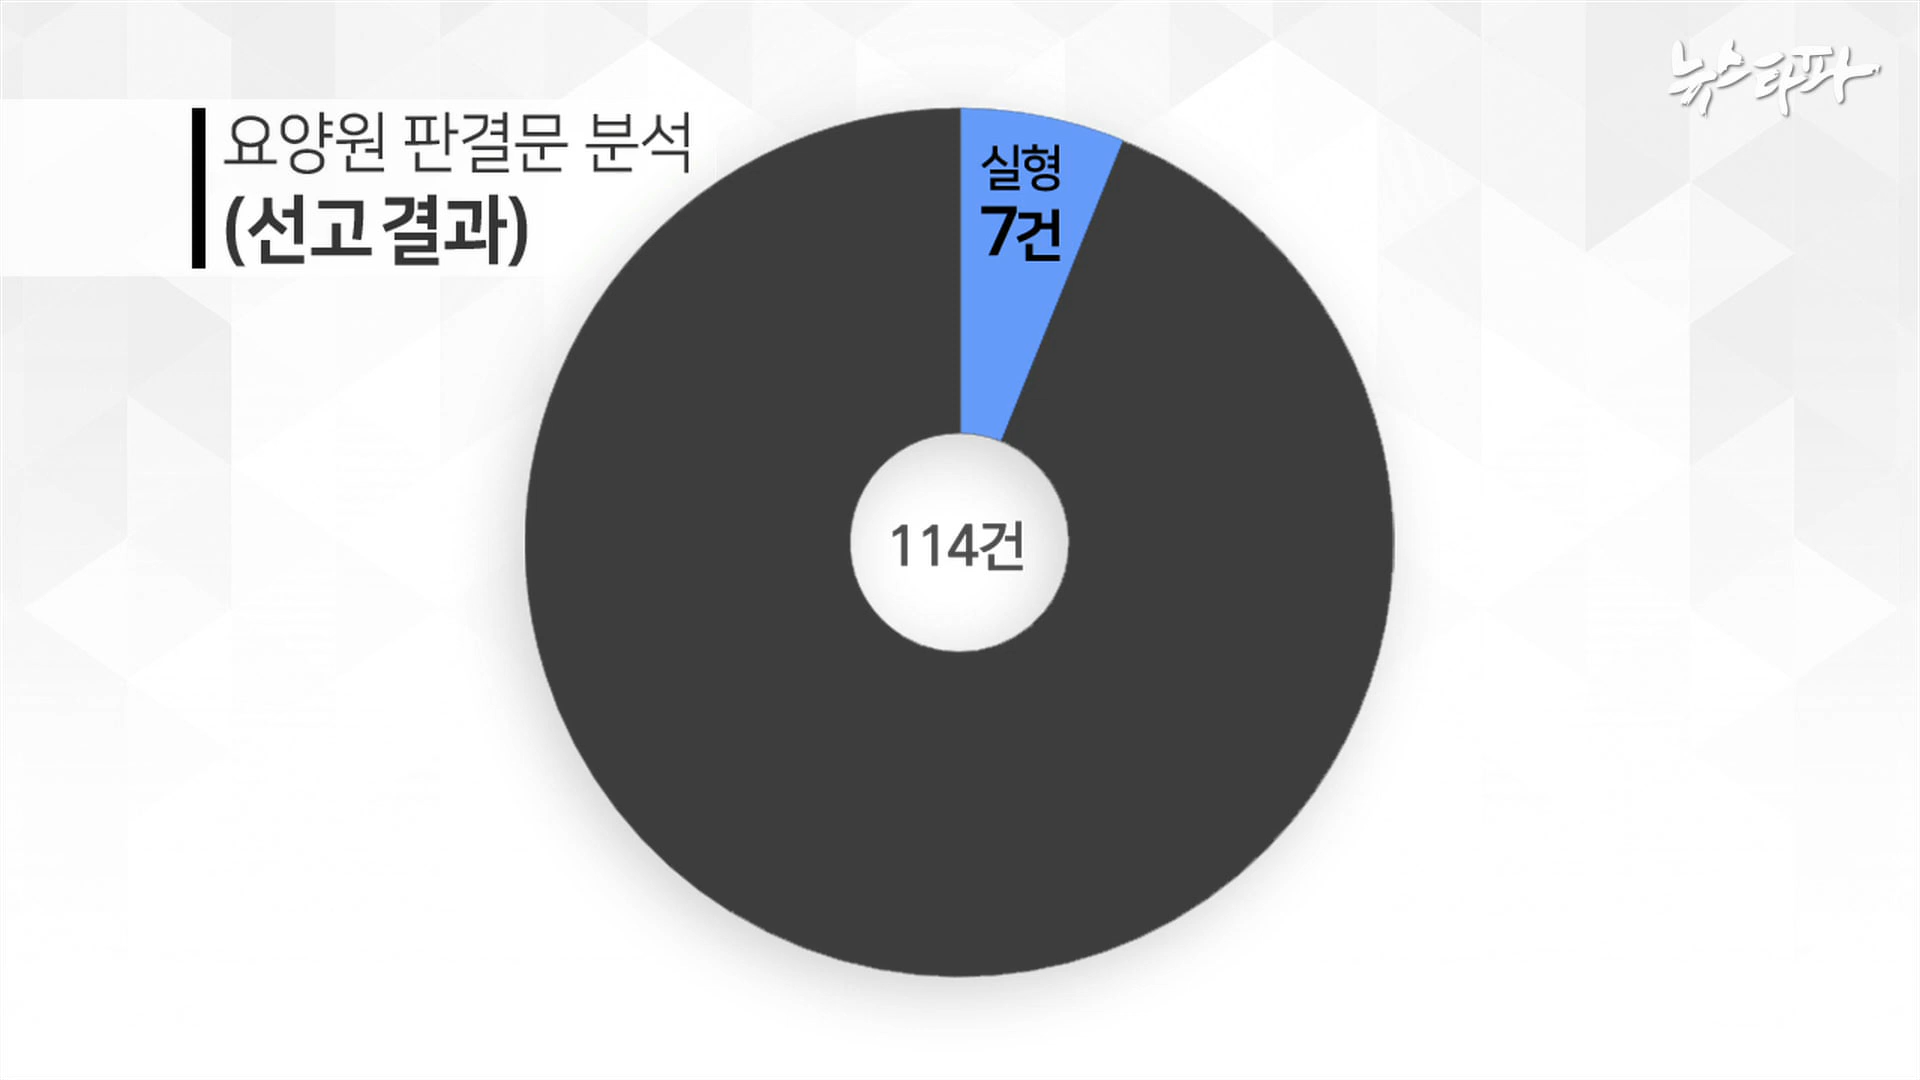 요양원 판결문 분석
(선고 결과)
뉴스타파
실형
7건
114건